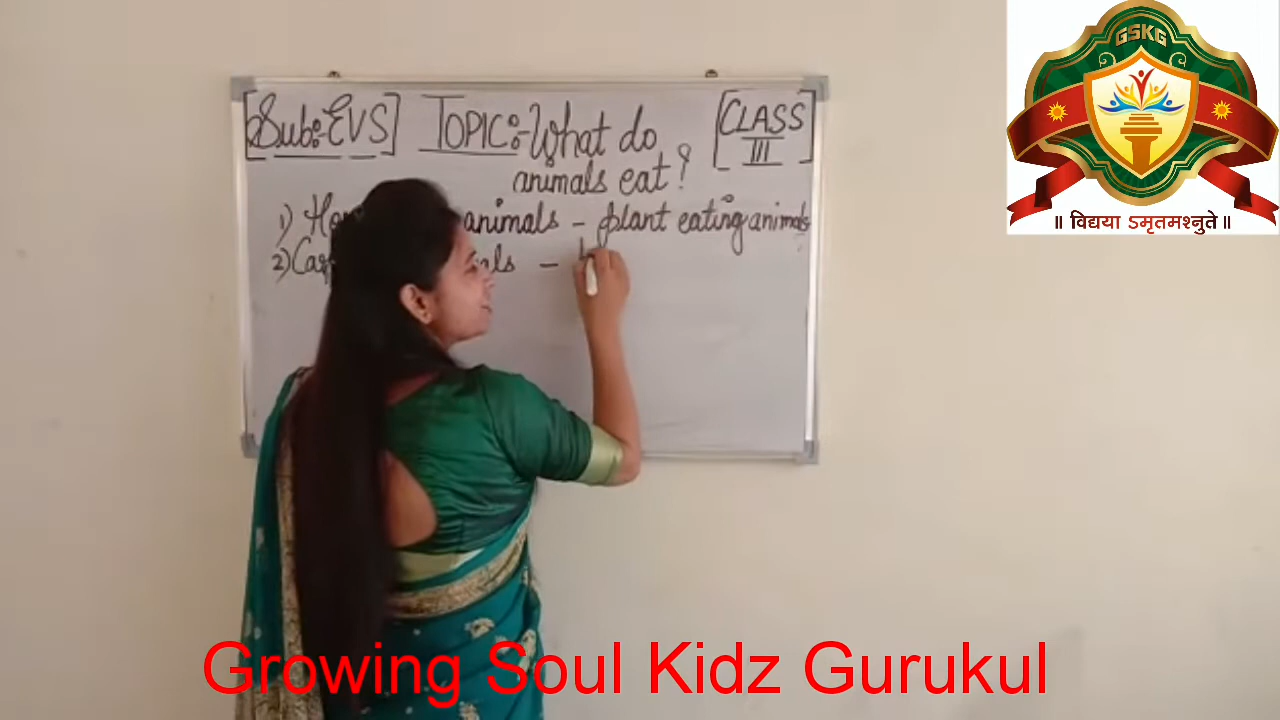 [Sub:-EVS] TOPIC:- What do [CLASS III]
animals eat?
1) animals - plant eating animals
2) -
GSKG
॥ विद्यया ऽमृतमश्नुते ॥
Growing Soul Kidz Gurukul